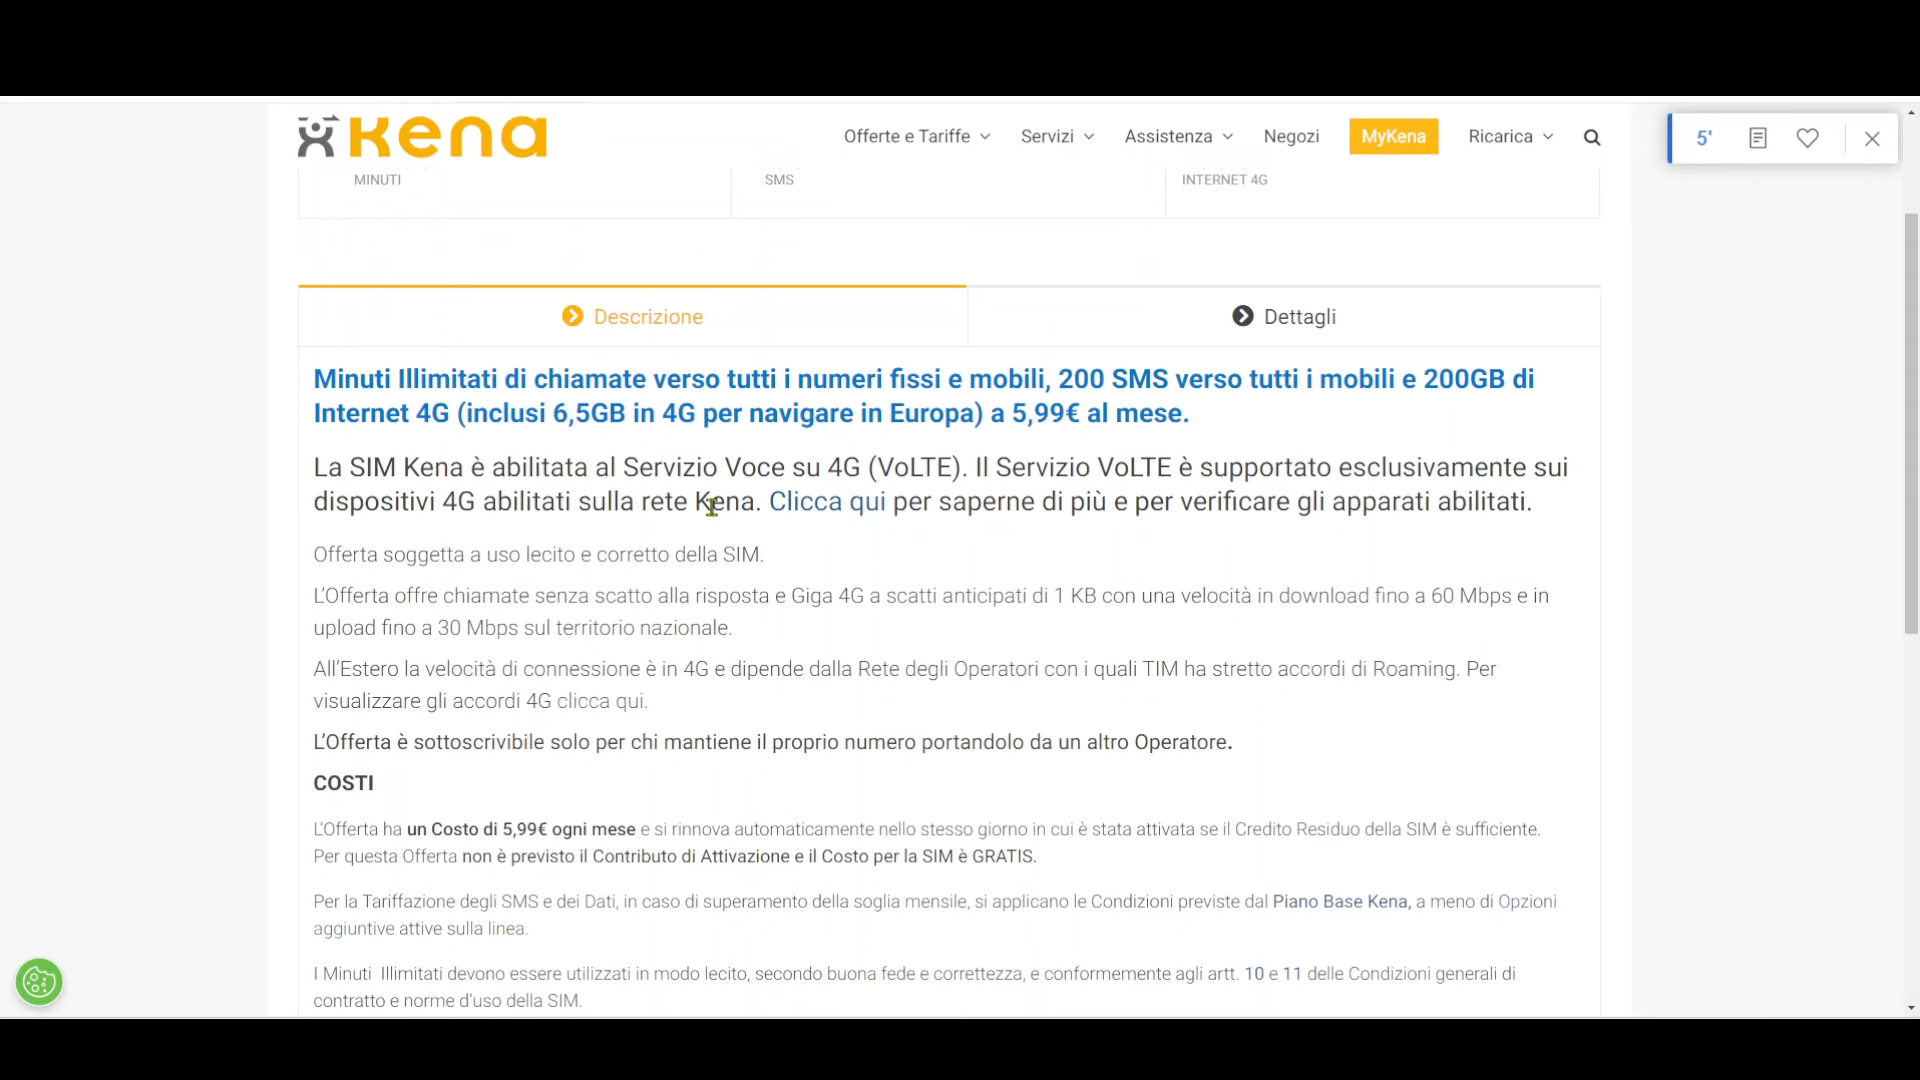 kena
Offerte e Tariffe
Servizi
Assistenza
Negozi
MyKena
Ricarica
5'
MINUTI
SMS
INTERNET 4G
Descrizione
Dettagli
Minuti Illimitati di chiamate verso tutti i numeri fissi e mobili, 200 SMS verso tutti i mobili e 200GB di
Internet 4G (inclusi 6,5GB in 4G per navigare in Europa) a 5,99€ al mese.
La SIM Kena è abilitata al Servizio Voce su 4G (VoLTE). Il Servizio VoLTE è supportato esclusivamente sui
dispositivi 4G abilitati sulla rete Kena. Clicca qui per saperne di più e per verificare gli apparati abilitati.
Offerta soggetta a uso lecito e corretto della SIM.
L’Offerta offre chiamate senza scatto alla risposta e Giga 4G a scatti anticipati di 1 KB con una velocità in download fino a 60 Mbps e in
upload fino a 30 Mbps sul territorio nazionale.
All’Estero la velocità di connessione è in 4G e dipende dalla Rete degli Operatori con i quali TIM ha stretto accordi di Roaming. Per
visualizzare gli accordi 4G clicca qui.
L’Offerta è sottoscrivibile solo per chi mantiene il proprio numero portandolo da un altro Operatore.
COSTI
L’Offerta ha un Costo di 5,99€ ogni mese e si rinnova automaticamente nello stesso giorno in cui è stata attivata se il Credito Residuo della SIM è sufficiente.
Per questa Offerta non è previsto il Contributo di Attivazione e il Costo per la SIM è GRATIS.
Per la Tariffazione degli SMS e dei Dati, in caso di superamento della soglia mensile, si applicano le Condizioni previste dal Piano Base Kena, a meno di Opzioni
aggiuntive attive sulla linea.
I Minuti Illimitati devono essere utilizzati in modo lecito, secondo buona fede e correttezza, e conformemente agli artt. 10 e 11 delle Condizioni generali di
contratto e norme d’uso della SIM.